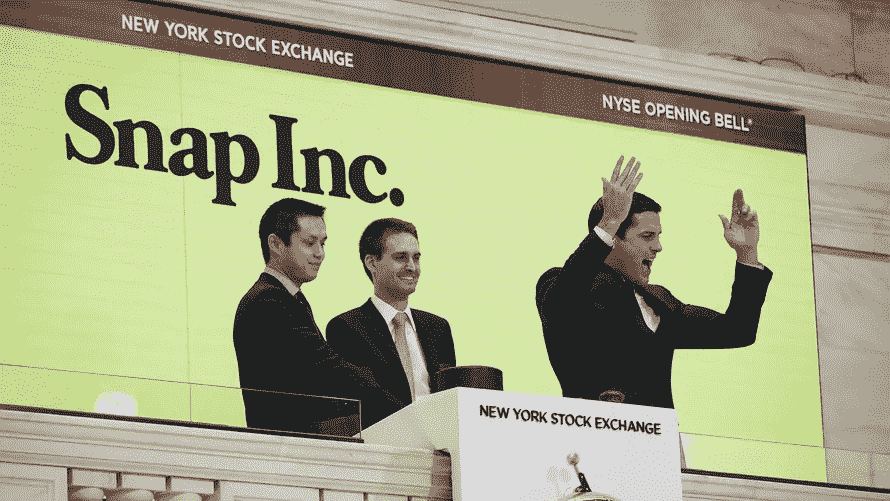 NEW YORK STOCK EXCHANGE
NYSE OPENING BELL®
Snap Inc.
NEW YORK STOCK EXCHANGE